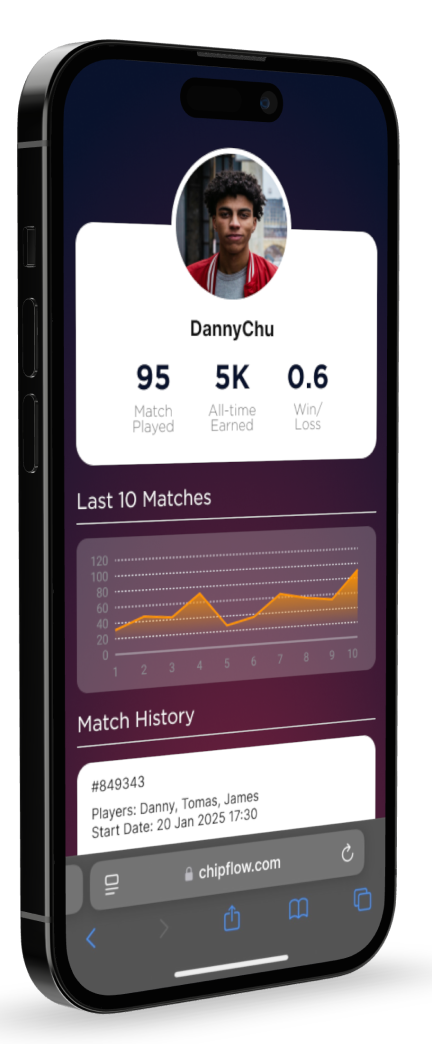 DannyChu
95 5K 0.6
Match All-time Win/
Played Earned Loss
Last 10 Matches
120
100
80
60
40
20
0
1 2 3 4 5 6 7 8 9 10
Match History
#849343
Players: Danny, Tomas, James
Start Date: 20 Jan 2025 17:30
chipflow.com